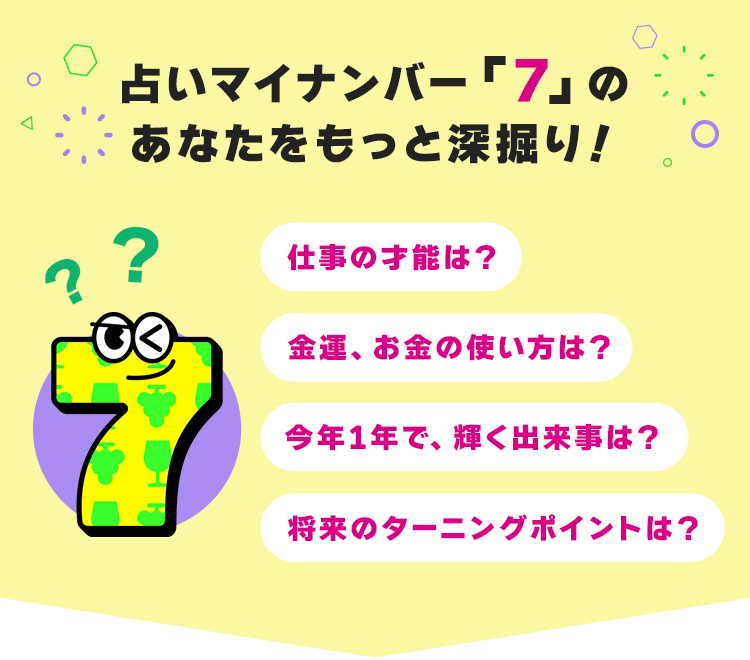 占いマイナンバー「7」の
あなたをもっと深掘り!
? ?
仕事の才能は?
金運、お金の使い方は?
今年1年で、輝く出来事は?
将来のターニングポイントは?
7